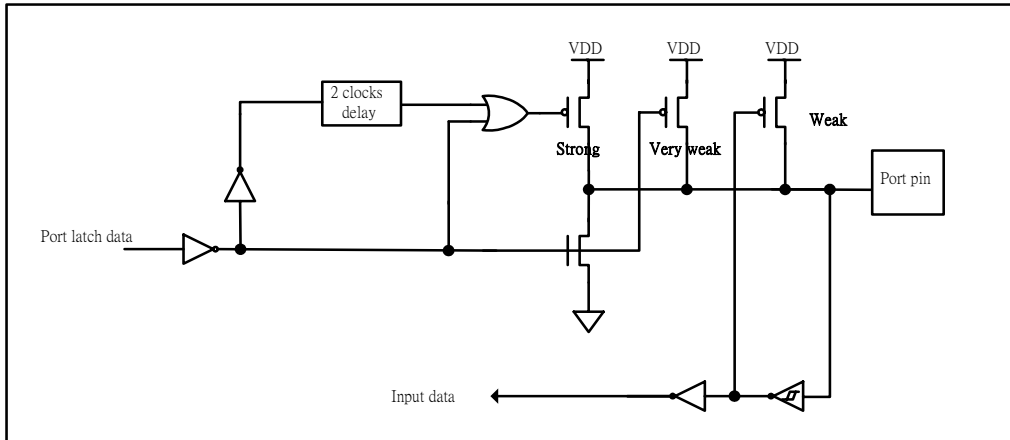 VDD
VDD
VDD
2 clocks
delay
Weak
Strong
Very weak
Port pin
Port latch data
Input data